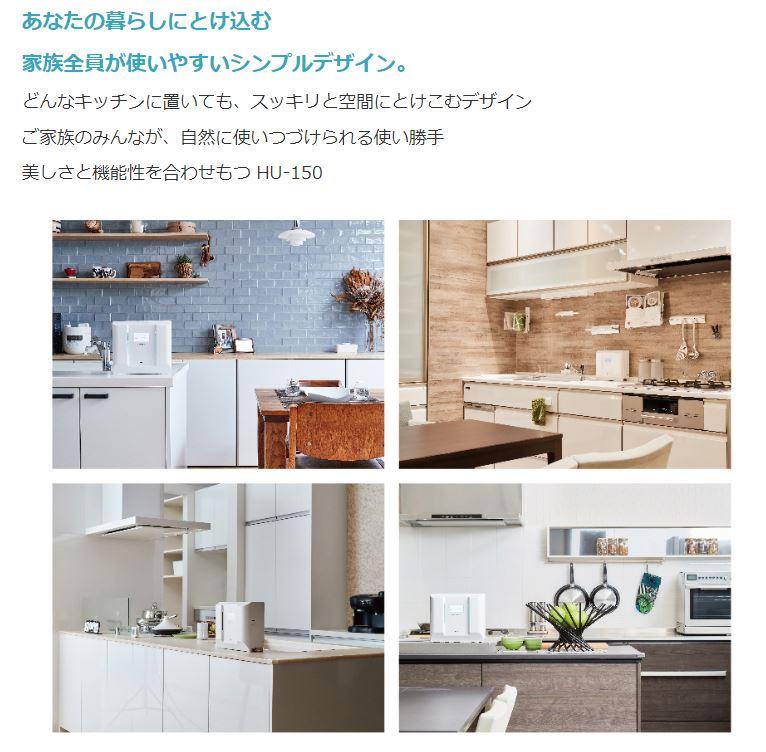 あなたの暮らしにとけ込む
家族全員が使いやすいシンプルデザイン。
どんなキッチンに置いても、スッキリと空間にとけこむデザイン
ご家族のみんなが、自然に使いつづけられる使い勝手
美しさと機能性を合わせもつ HU-150